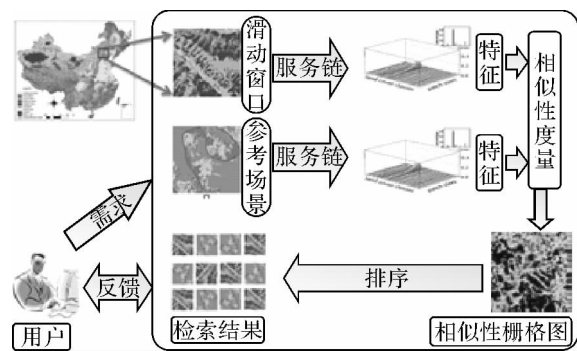 滑动窗口
服务链
特征
相似性度量
参考场景
服务链
特征
需求
反馈
排序
用户
检索结果
相似性栅格图